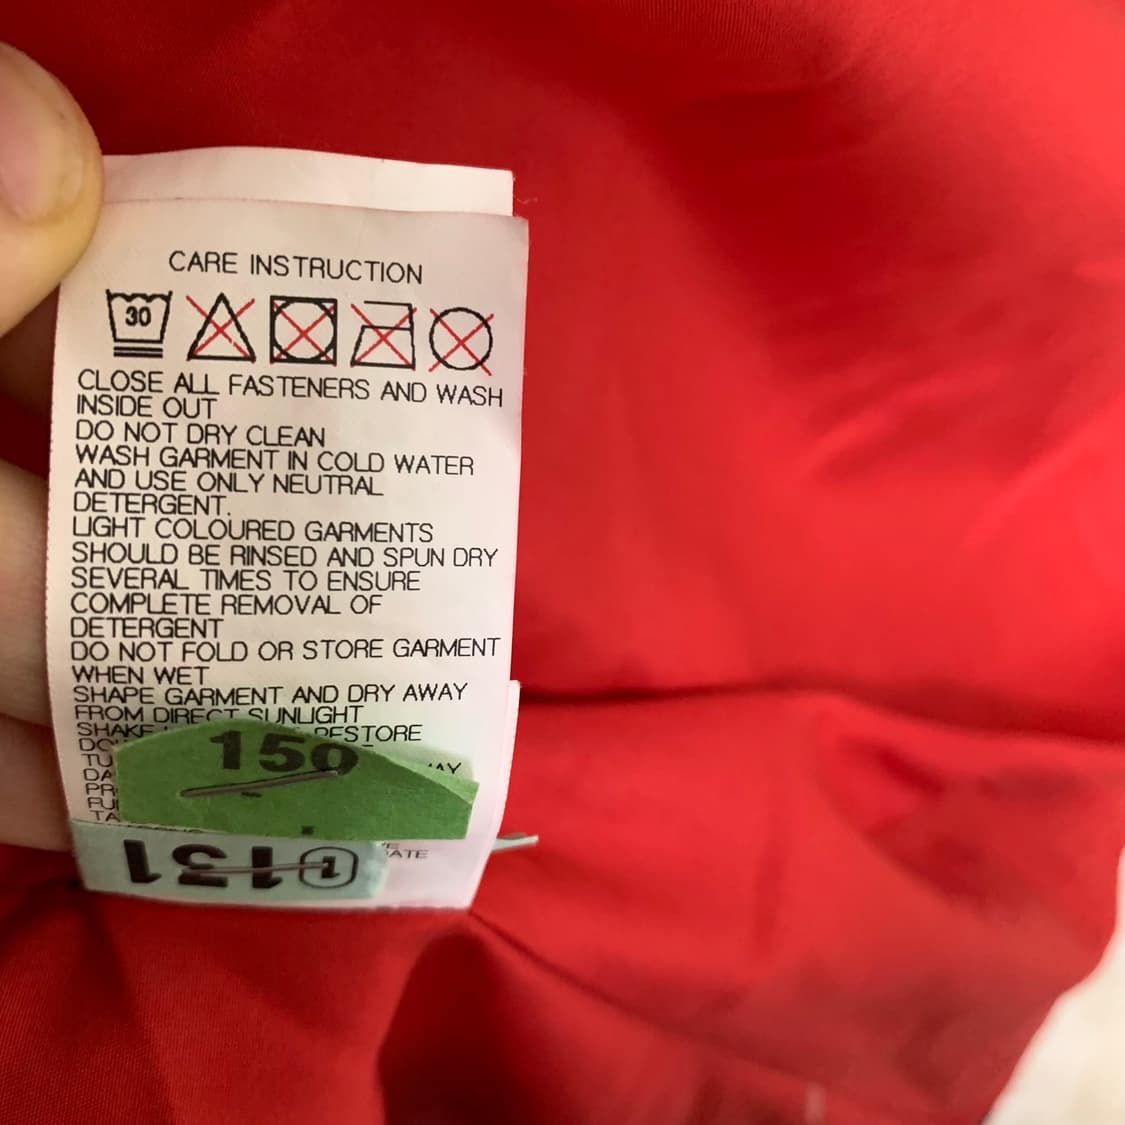 CARE INSTRUCTION
30
CLOSE ALL FASTENERS AND WASH
INSIDE OUT
DO NOT DRY CLEAN
WASH GARMENT IN COLD WATER
AND USE ONLY NEUTRAL
DETERGENT.
LIGHT COLOURED GARMENTS
SHOULD BE RINSED AND SPUN DRY
SEVERAL TIMES TO ENSURE
COMPLETE REMOVAL OF
DETERGENT
DO NOT FOLD OR STORE GARMENT
WHEN WET
SHAPE GARMENT AND DRY AWAY
FROM DIRECT SUNLIGHT
SHAKE RESTORE
150
0131